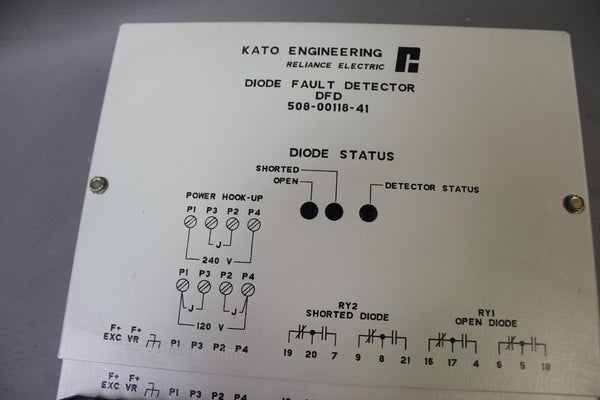 KATO ENGINEERING
RELIANCE ELECTRIC
DIODE FAULT DETECTOR
DFD
508-00118-41
DIODE STATUS
SHORTED
OPEN
DETECTOR STATUS
POWER HOOK-UP
P1 P3 P2 P4
J
240 V
P1 P3 P2 P4
J J
120 V
RY2
SHORTED DIODE
RY1
OPEN DIODE
F+ F+
EXC VR P1 P3 P2 P4
19 20 7 9 8 21 16 17 4 6 5 18
F+ F+
EXC VR P1 P3 P2 P4